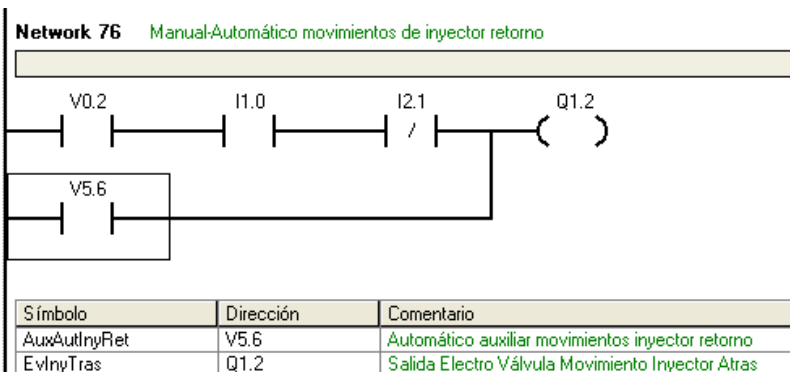 Network 76 Manual-Automático movimientos de inyector retorno
V0.2 I1.0 I2.1 Q1.2
/
V5.6
Símbolo Dirección Comentario
AuxAutInyRet V5.6 Automático auxiliar movimientos inyector retorno
EvInyTras Q1.2 Salida Electro Válvula Movimiento Inyector Atras